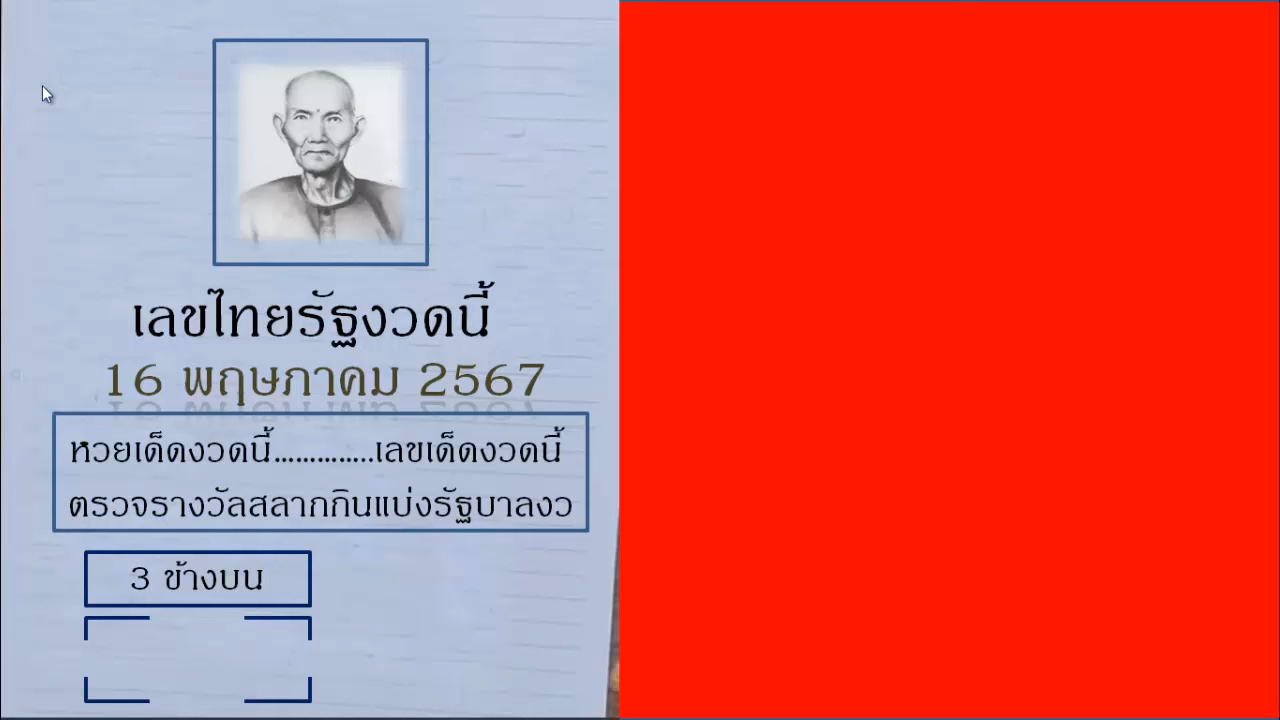 เลขไทยรัฐงวดนี้
16 พฤษภาคม 2567
หวยเด็ดงวดนี้…………..เลขเด็ดงวดนี้
ตรวจรางวัลสลากกินแบ่งรัฐบาลงว
3 ข้างบน